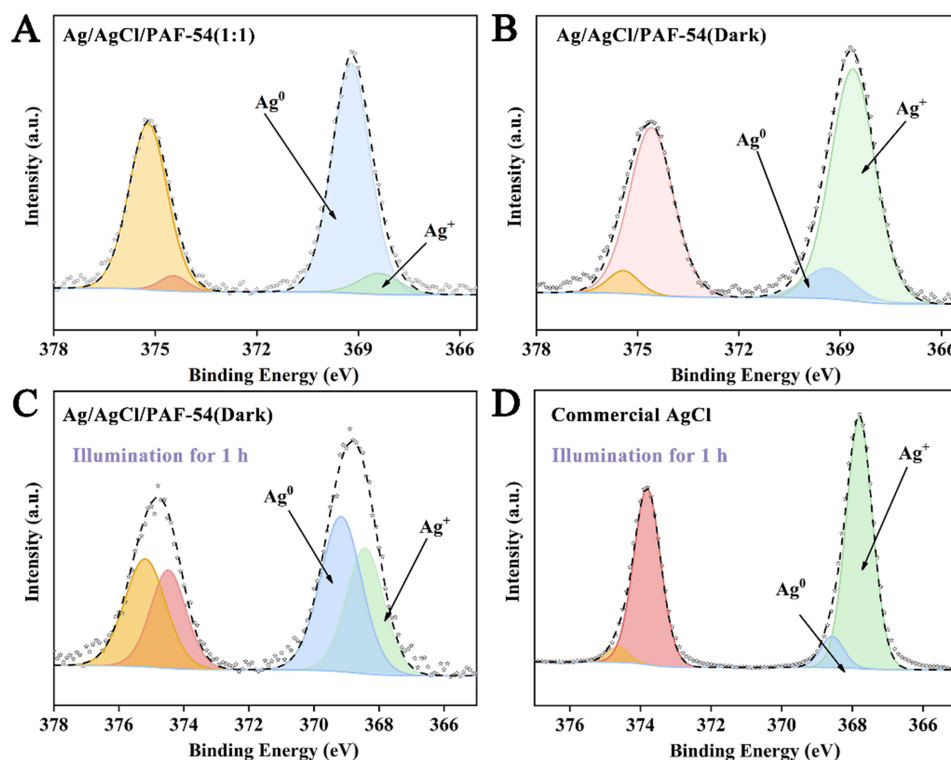 A
Ag/AgCl/PAF-54(1:1)
Ag⁰
Ag⁺
Intensity (a.u.)
378 375 372 369 366
Binding Energy (eV)
B
Ag/AgCl/PAF-54(Dark)
Ag⁰
Ag⁺
Intensity (a.u.)
378 375 372 369 366
Binding Energy (eV)
C
Ag/AgCl/PAF-54(Dark)
Illumination for 1 h
Ag⁰
Ag⁺
Intensity (a.u.)
378 376 374 372 370 368 366
Binding Energy (eV)
D
Commercial AgCl
Illumination for 1 h
Ag⁺
Ag⁰
Intensity (a.u.)
376 374 372 370 368 366
Binding Energy (eV)